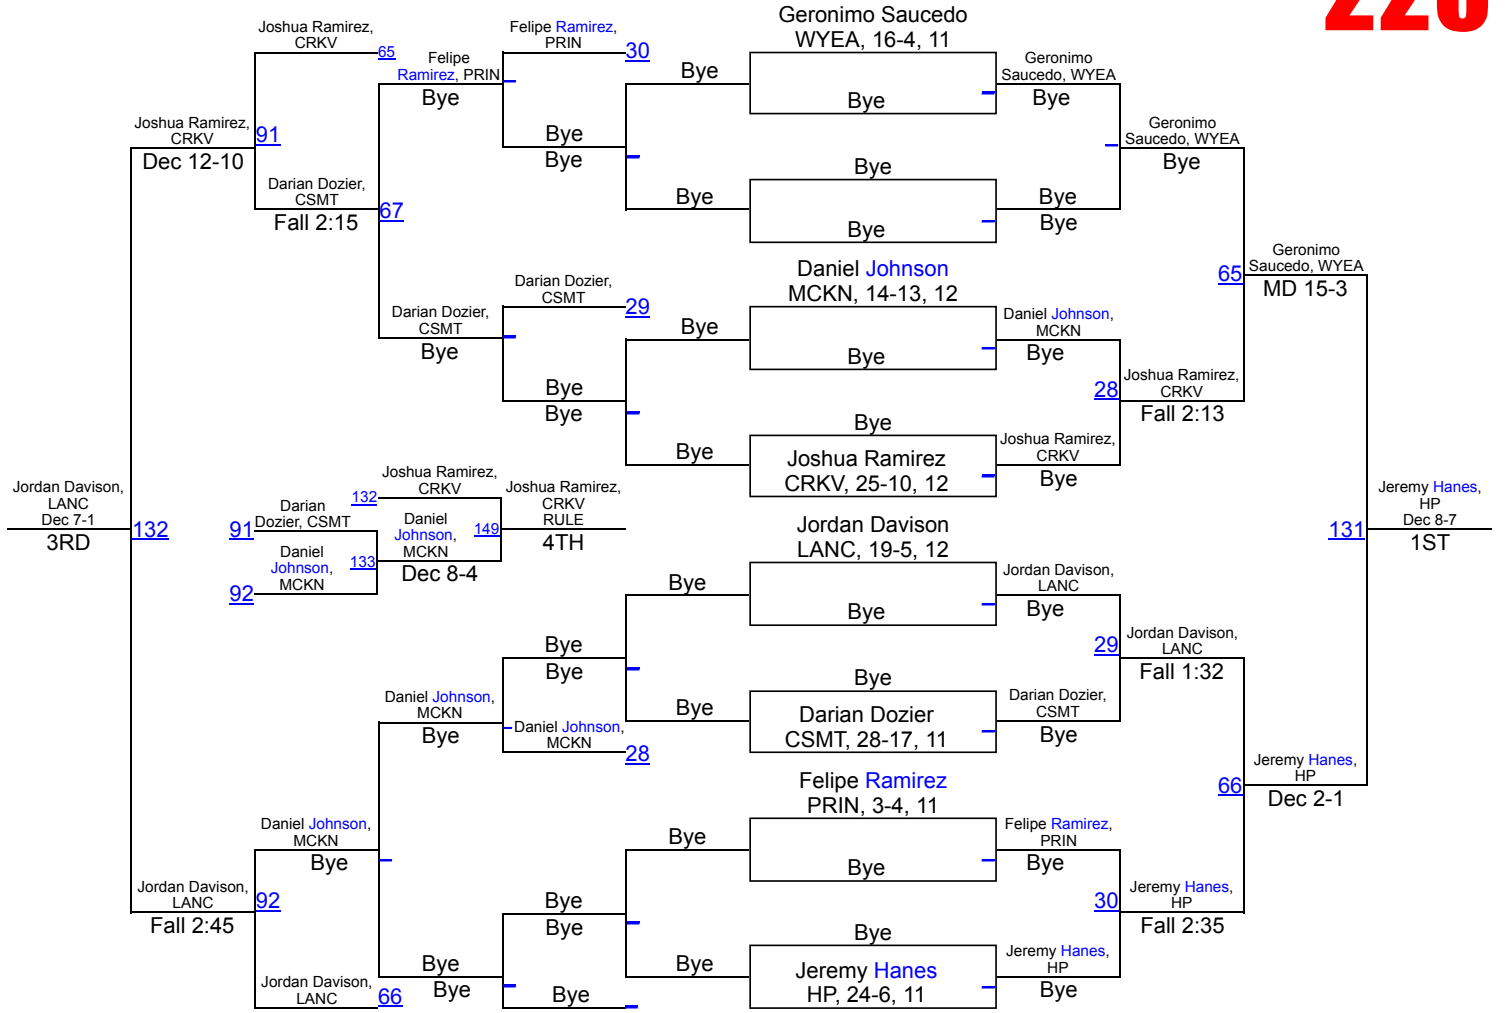 Joshua Ramirez,
CRKV
65
Felipe
Ramirez, PRIN
Bye
Felipe Ramirez,
PRIN
30
Bye
Bye
Joshua Ramirez,
CRKV
Dec 12-10
91
Darian Dozier,
CSMT
Fall 2:15
67
Darian Dozier,
CSMT
Bye
Darian Dozier,
CSMT
29
Bye
Bye
Bye
Bye
Bye
Bye
Geronimo Saucedo
WYEA, 16-4, 11
Bye
Bye
Bye
Daniel Johnson
MCKN, 14-13, 12
Bye
Bye
Joshua Ramirez
CRKV, 25-10, 12
Geronimo
Saucedo, WYEA
Bye
Bye
Bye
Geronimo
Saucedo, WYEA
Bye
Daniel Johnson,
MCKN
Bye
28
Joshua Ramirez,
CRKV
Bye
Joshua Ramirez,
CRKV
Fall 2:13
65
Geronimo
Saucedo, WYEA
MD 15-3
Jordan Davison,
LANC
Dec 7-1
3RD
132
91
Darian
Dozier, CSMT
92
Daniel
Johnson,
MCKN
133
132
Joshua Ramirez,
CRKV
Daniel
Johnson,
MCKN
Dec 8-4
149
Joshua Ramirez,
CRKV
RULE
4TH
Jordan Davison
LANC, 19-5, 12
Bye
Bye
Darian Dozier
CSMT, 28-17, 11
Felipe Ramirez
PRIN, 3-4, 11
Bye
Bye
Jeremy Hanes
HP, 24-6, 11
Bye
Bye
Bye
Bye
Bye
Bye
Daniel Johnson,
MCKN
Bye
Daniel Johnson,
MCKN
28
Daniel Johnson,
MCKN
Bye
Jordan Davison,
LANC
Fall 2:45
92
Jordan Davison,
LANC
66
Bye
Bye
Bye
Bye
Bye
Jordan Davison,
LANC
Bye
29
Darian Dozier,
CSMT
Bye
Jordan Davison,
LANC
Fall 1:32
Felipe Ramirez,
PRIN
Bye
30
Jeremy Hanes,
HP
Bye
Jeremy Hanes,
HP
Fall 2:35
66
Jeremy Hanes,
HP
Dec 2-1
131
Jeremy Hanes,
HP
Dec 8-7
1ST